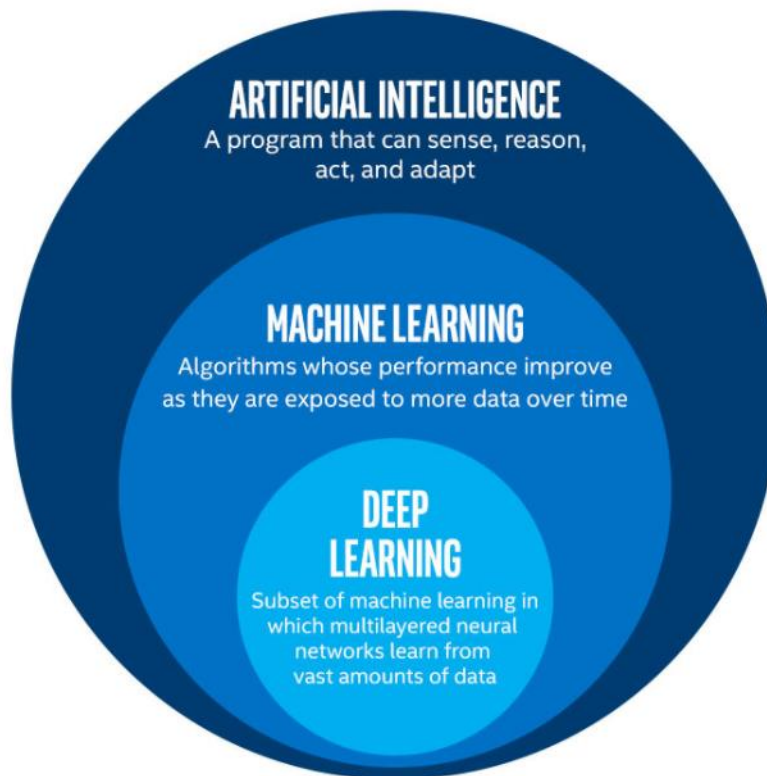 ARTIFICIAL INTELLIGENCE
A program that can sense, reason,
act, and adapt
MACHINE LEARNING
Algorithms whose performance improve
as they are exposed to more data over time
DEEP
LEARNING
Subset of machine learning in
which multilayered neural
networks learn from
vast amounts of data